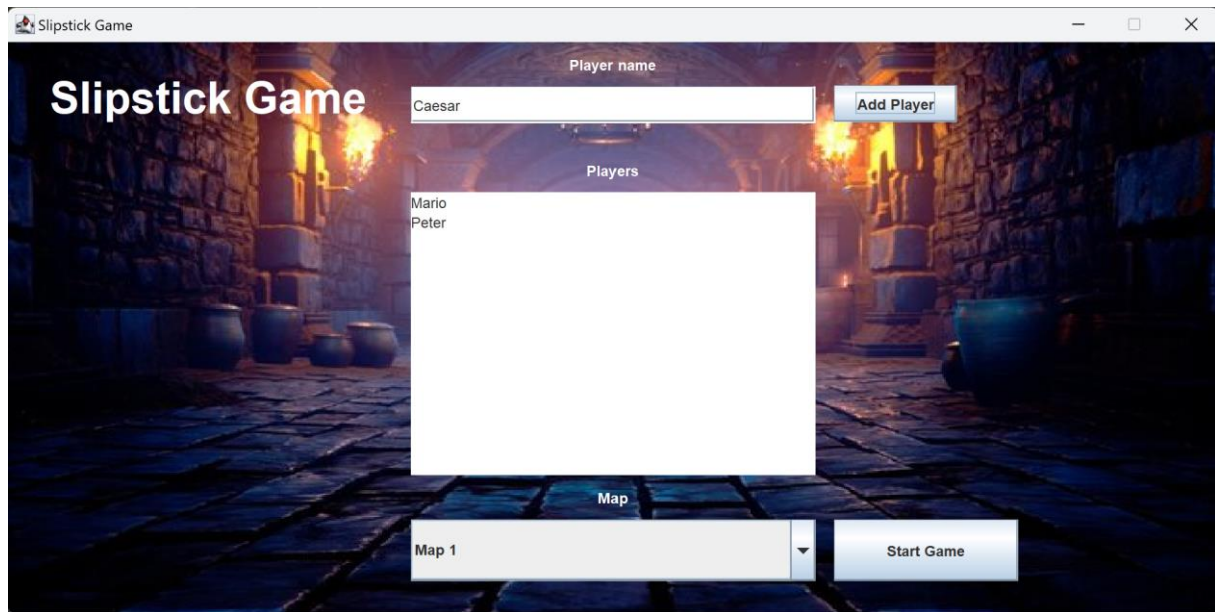 Slipstick Game
Slipstick Game
Player name
Caesar
Add Player
Players
Mario
Peter
Map
Map 1
Start Game